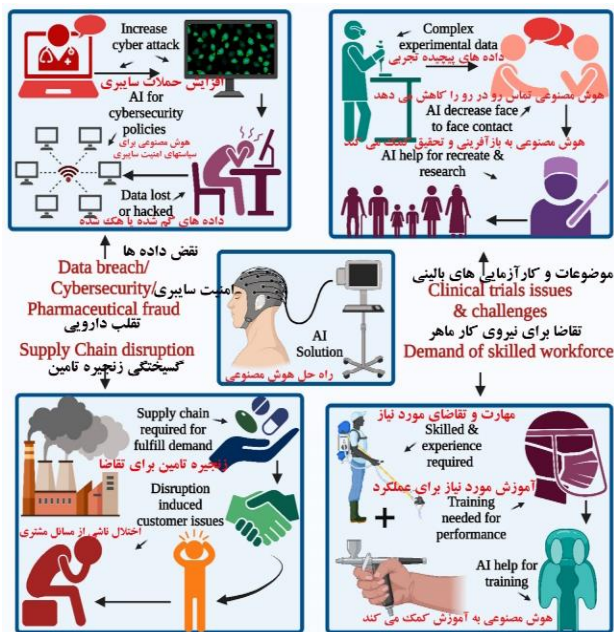 Increase
cyber attack
افزایش حملات سایبری
AI for
cybersecurity
policies
هوش مصنوعی برای
سیاستهای امنیت سایبری
Data lost
or hacked
داده های گم شده یا هک شده
Complex
experimental data
داده های پیچیده تجربی
هوش مصنوعی تماس رو در رو را کاهش می دهد
AI decrease face
to face contact
هوش مصنوعی به بازآفرینی و تحقیق کمک می کند
AI help for recreate &
research
نقض داده ها
Data breach/
Cybersecurity/
امنیت سایبری
Pharmaceutical fraud
تقلب دارویی
Supply Chain disruption
گسیختگی زنجیره تامین
AI
Solution
راه حل هوش مصنوعی
موضوعات و کارآزمایی های بالینی
Clinical trials issues
& challenges
تقاضا برای نیروی کار ماهر
Demand of skilled workforce
Supply chain
required for
fulfill demand
زنجیره تامین برای تقاضا
Disruption
induced
customer issues
اختلال ناشی از مسائل مشتری
مهارت و تقاضای مورد نیاز
Skilled &
experience
required
آموزش مورد نیاز برای عملکرد
Training
needed for
performance
AI help for
training
هوش مصنوعی به آموزش کمک می کند